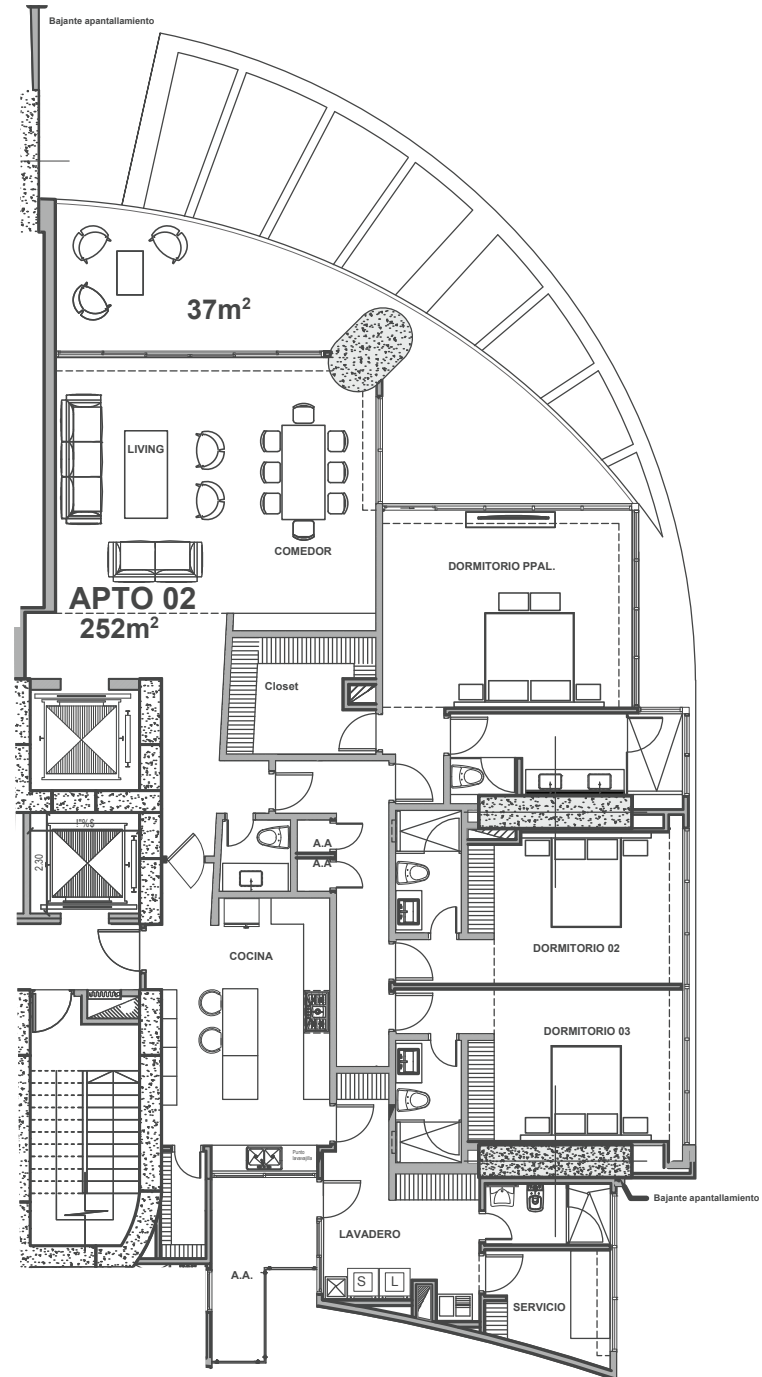 Bajante apantallamiento
37m²
LIVING
COMEDOR
DORMITORIO PPAL.
APTO 02
252m²
Closet
A.A
A.A
2.30
COCINA
DORMITORIO 02
DORMITORIO 03
Punto
lavavajilla
Bajante apantallamiento
LAVADERO
A.A.
S
L
SERVICIO